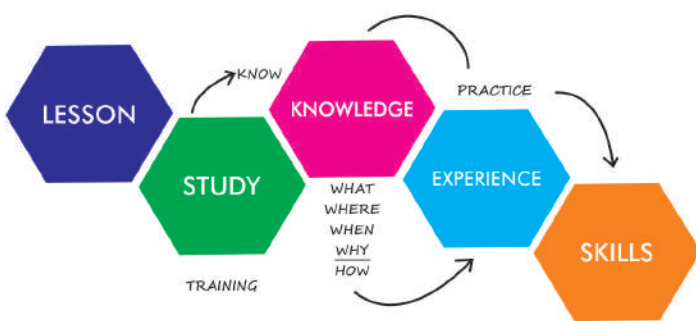 LESSON
STUDY
TRAINING
KNOW
KNOWLEDGE
WHAT
WHERE
WHEN
WHY
HOW
PRACTICE
EXPERIENCE
SKILLS